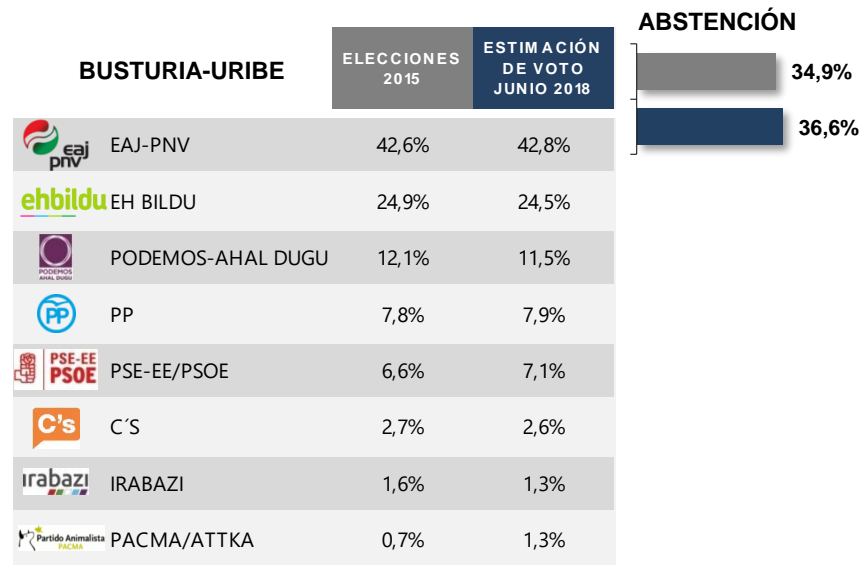 ABSTENCIÓN
BUSTURIA-URIBE
ELECCIONES
2015
ESTIMACIÓN
DE VOTO
JUNIO 2018
34,9%
36,6%
eaj
pnv
EAJ-PNV 42,6% 42,8%
ehbildu EH BILDU 24,9% 24,5%
PODEMOS
AHAL DUGU
PODEMOS-AHAL DUGU 12,1% 11,5%
PP PP 7,8% 7,9%
PSE-EE
PSOE
PSE-EE/PSOE 6,6% 7,1%
C's C´S 2,7% 2,6%
ırabazı IRABAZI 1,6% 1,3%
Partido Animalista
PACMA
PACMA/ATTKA 0,7% 1,3%